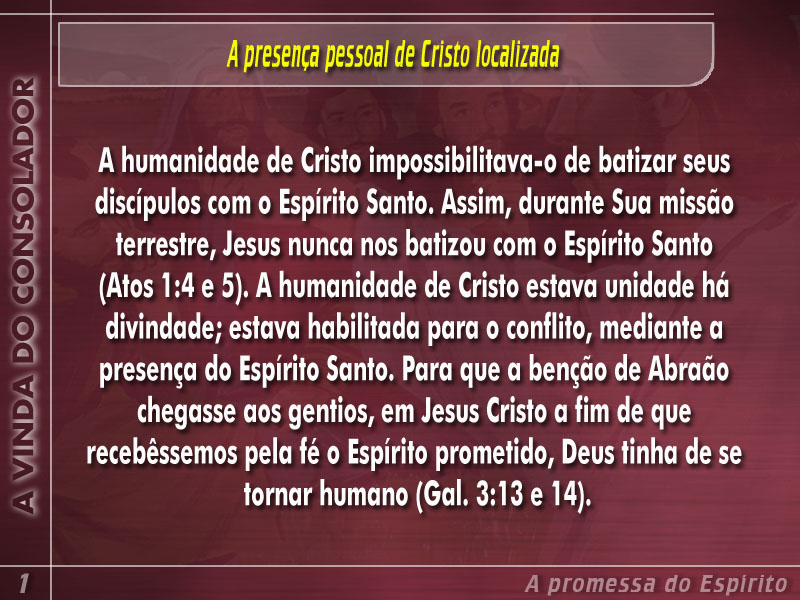 A presença pessoal de Cristo localizada
A VINDA DO CONSOLADOR
A humanidade de Cristo impossibilitava-o de batizar seus
discípulos com o Espírito Santo. Assim, durante Sua missão
terrestre, Jesus nunca nos batizou com o Espírito Santo
(Atos 1:4 e 5). A humanidade de Cristo estava unidade há
divindade; estava habilitada para o conflito, mediante a
presença do Espírito Santo. Para que a benção de Abraão
chegasse aos gentios, em Jesus Cristo a fim de que
recebêssemos pela fé o Espírito prometido, Deus tinha de se
tornar humano (Gal. 3:13 e 14).
1
A promessa do Espírito